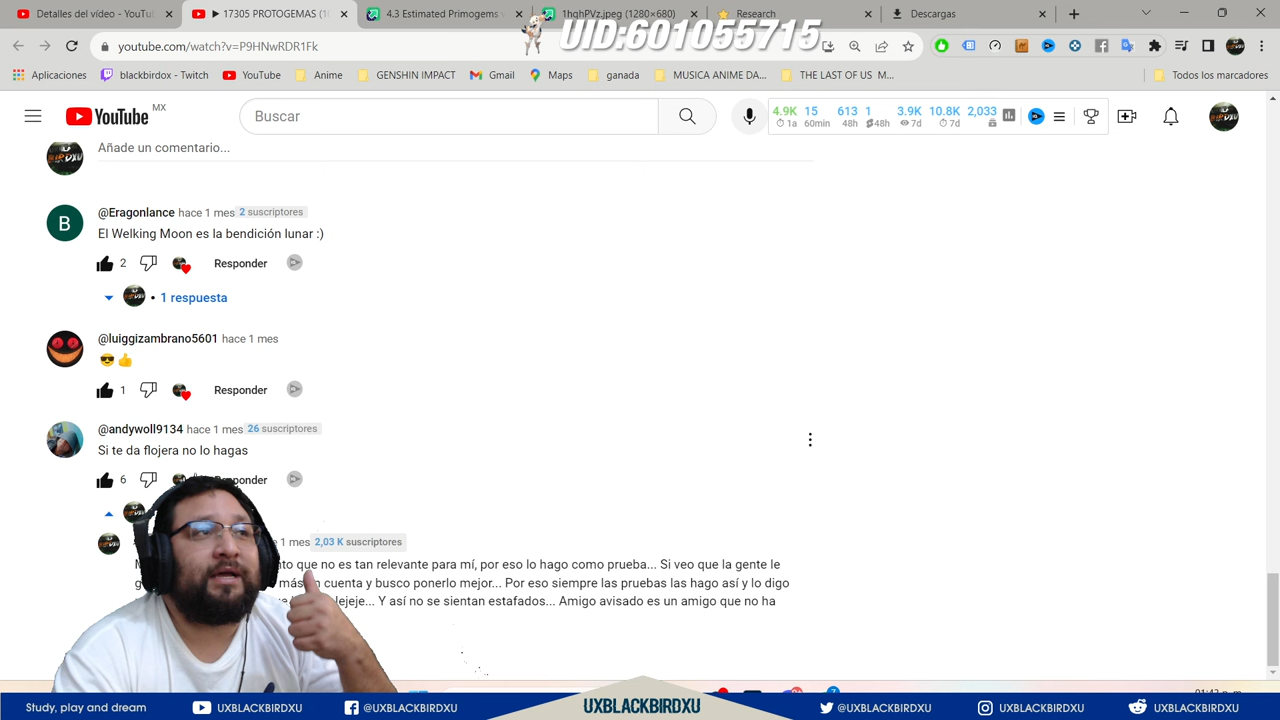 Detalles del video - YouTube
17305 PROTOGEMAS (1
4.3 Estimated Primogems
1hqhPVz.jpeg (1280×680)
Research
Descargas
UID:601055715
youtube.com/watch?v=P9HNwRDR1Fk
Aplicaciones
blackbirdox - Twitch
YouTube
Anime
GENSHIN IMPACT
Gmail
Maps
ganada
MUSICA ANIME DA...
THE LAST OF US M...
Todos los marcadores
YouTube MX
Buscar
4.9K 15 613 1 3.9K 10.8K 2,033
1a 60min 48h 48h 7d 7d
Añade un comentario...
@Eragonlance hace 1 mes 2 suscriptores
B
El Welking Moon es la bendición lunar :)
2 Responder
1 respuesta
@luiggizambrano5601 hace 1 mes
😎👍
1 Responder
@andywoll9134 hace 1 mes 26 suscriptores
Si te da flojera no lo hagas
6 Responder
1 mes 2,03 K suscriptores
que no es tan relevante para mí, por eso lo hago como prueba... Si veo que la gente le
cuenta y busco ponerlo mejor... Por eso siempre las pruebas las hago así y lo digo
Y así no se sientan estafados... Amigo avisado es un amigo que no ha
Study, play and dream
UXBLACKBIRDXU
@UXBLACKBIRDXU
UXBLACKBIRDXU
@UXBLACKBIRDXU
UXBLACKBIRDXU
UXBLACKBIRDXU